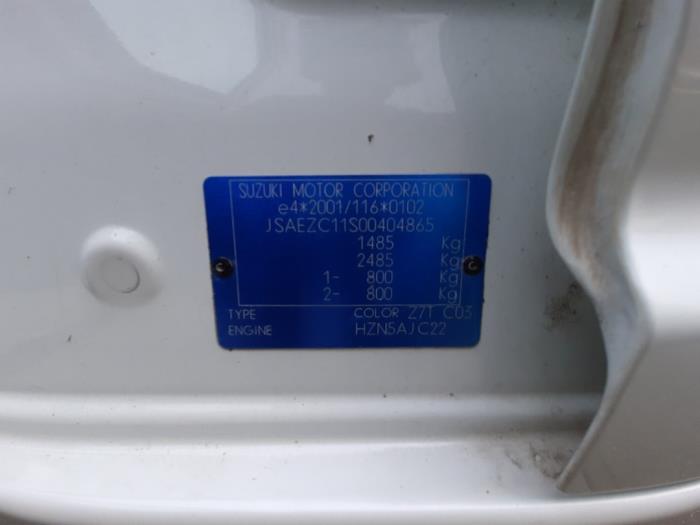 SUZUKI MOTOR CORPORATION
e4*2001/116*0102
JSAEZC11S00404865
1485 Kg
2485 Kg
1- 800 Kg
2- 800 Kg
TYPE COLOR Z7T C03
ENGINE HZN5AJC22